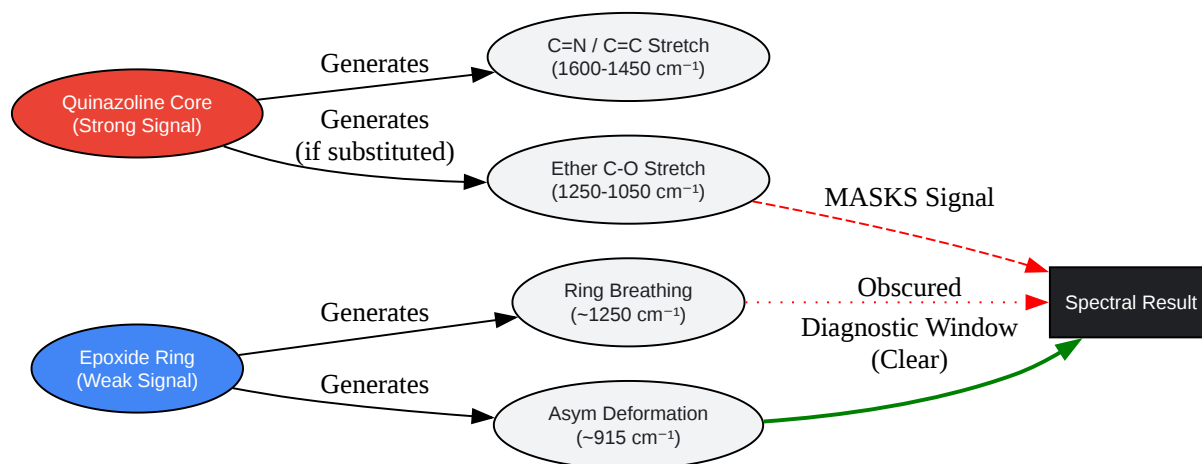 Quinazoline Core
(Strong Signal)
Generates
C=N / C=C Stretch
(1600-1450 cm⁻¹)
Generates
(if substituted)
Ether C-O Stretch
(1250-1050 cm⁻¹)
MASKS Signal
Epoxide Ring
(Weak Signal)
Generates
Ring Breathing
(~1250 cm⁻¹)
Obscured
Generates
Asym Deformation
(~915 cm⁻¹)
Diagnostic Window
(Clear)
Spectral Result